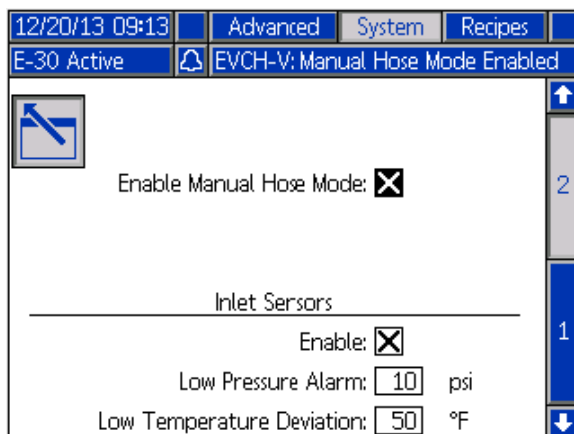 12/20/13 09:13 Advanced System Recipes
E-30 Active EVCH-V: Manual Hose Mode Enabled
Enable Manual Hose Mode:
2
Inlet Sersors
Enable:
1
Low Pressure Alarm: 10 psi
Low Temperature Deviation: 50 °F